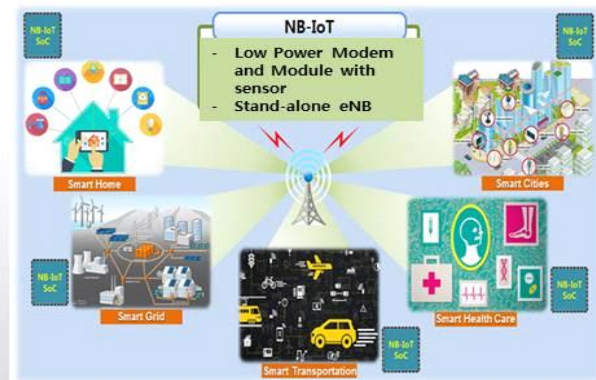 NB-IoT
- Low Power Modem
and Module with
sensor
- Stand-alone eNB
NB-IoT
SoC
NB-IoT
SoC
Smart Home
Smart Cities
NB-IoT
SoC
NB-IoT
SoC
Smart Grid
Smart Health Care
NB-IoT
SoC
Smart Transportation